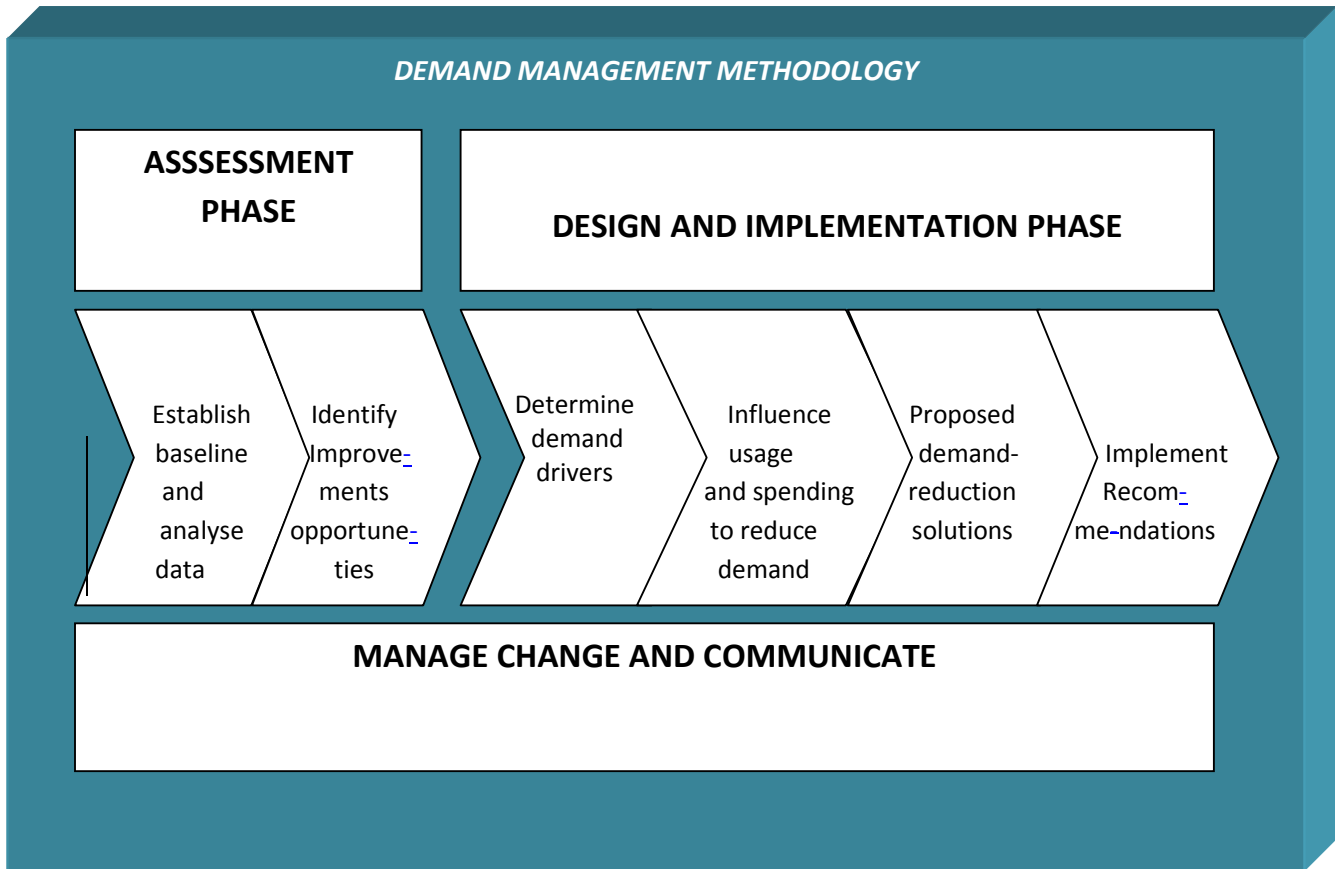 DEMAND MANAGEMENT METHODOLOGY
ASSSESSMENT
PHASE
DESIGN AND IMPLEMENTATION PHASE
Establish
baseline
and
analyse
data
Identify
Improve-
ments
opportune-
ties
Determine
demand
drivers
Influence
usage
and spending
to reduce
demand
Proposed
demand-
reduction
solutions
Implement
Recom-
me-ndations
MANAGE CHANGE AND COMMUNICATE